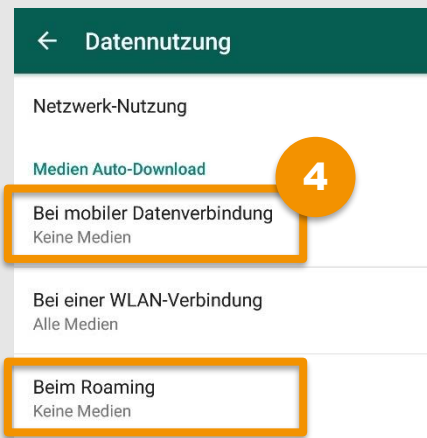 Datennutzung
Netzwerk-Nutzung
Medien Auto-Download
4
Bei mobiler Datenverbindung
Keine Medien
Bei einer WLAN-Verbindung
Alle Medien
Beim Roaming
Keine Medien